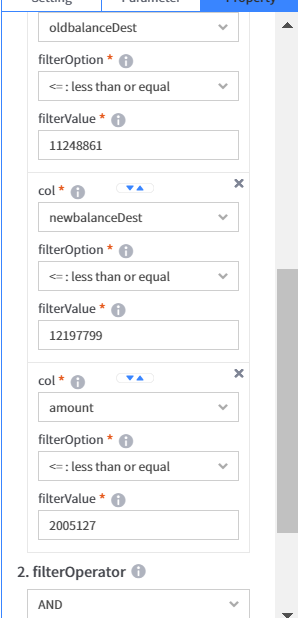 Setting Parameter Property
oldbalanceDest
filterOption *
<= : less than or equal
filterValue *
11248861
col *
newbalanceDest
filterOption *
<= : less than or equal
filterValue *
12197799
col *
amount
filterOption *
<= : less than or equal
filterValue *
2005127
2. filterOperator
AND